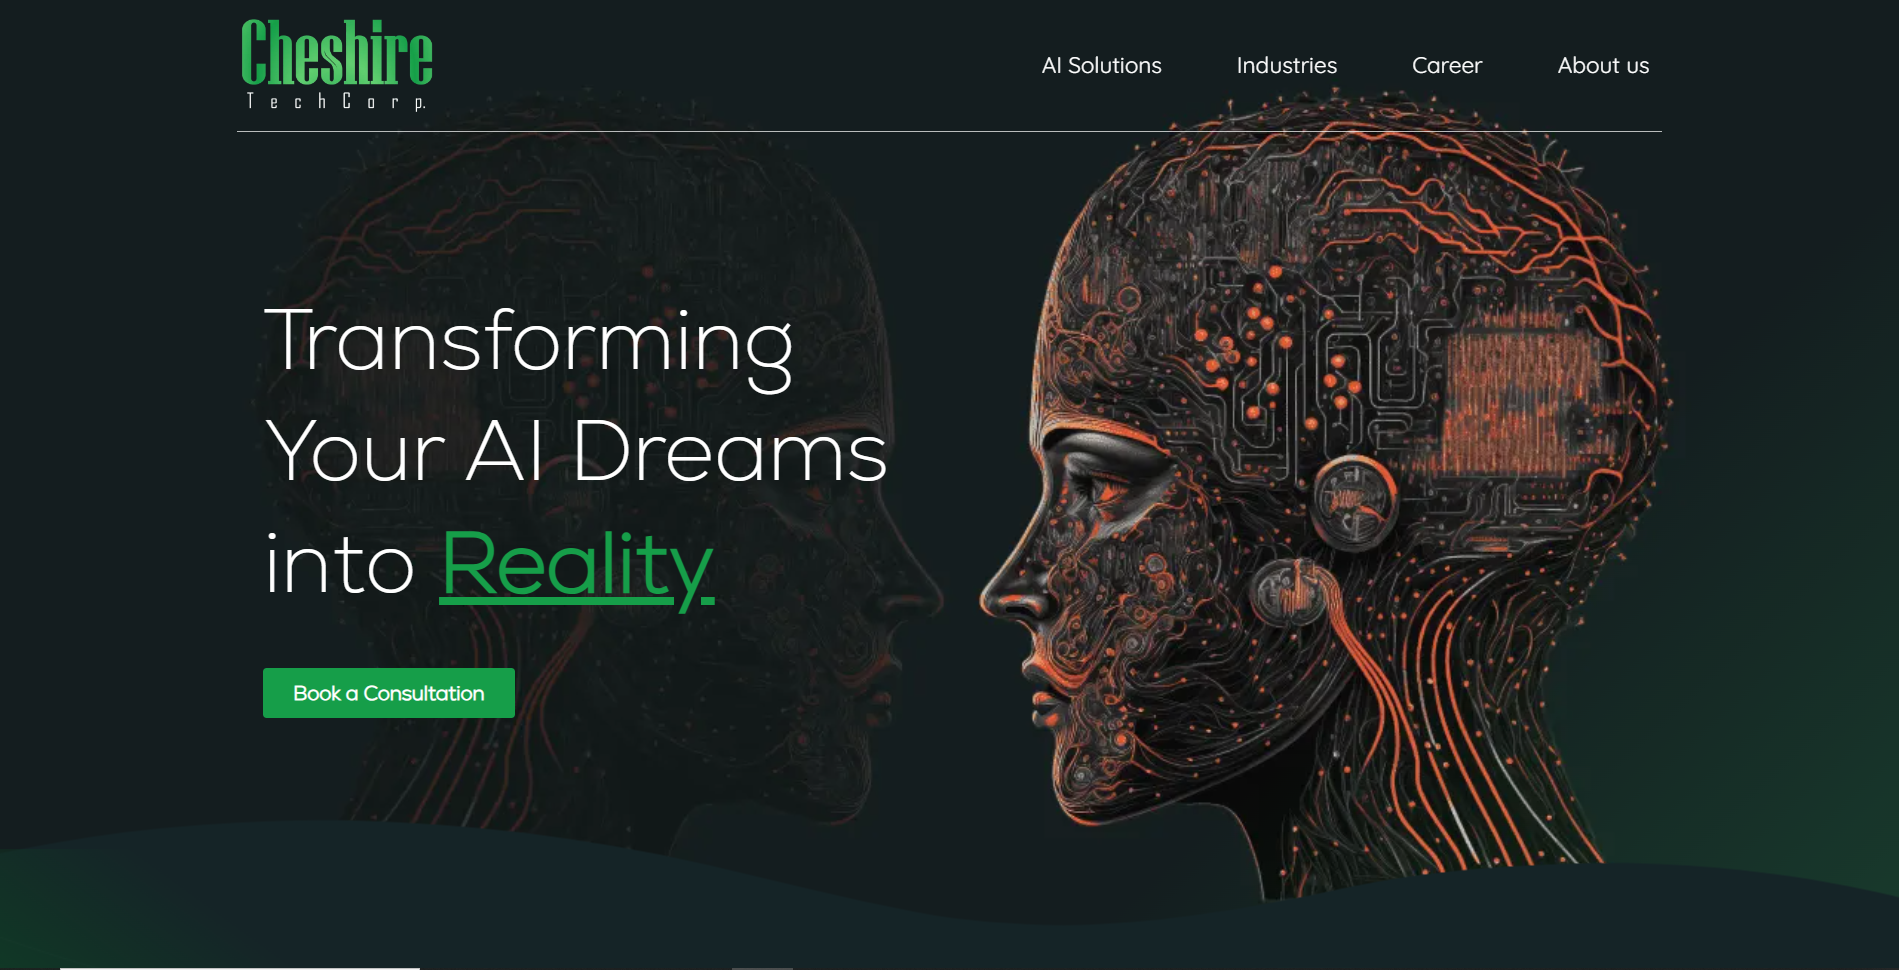 Cheshire
TechCorp.
AI Solutions
Industries
Career
About us
Transforming
Your AI Dreams
into Reality
Book a Consultation